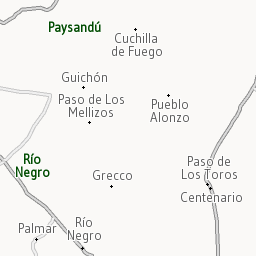 Paysandú
Cuchilla
de Fuego
Guichón
Paso de Los
Mellizos
Pueblo
Alonzo
Río
Negro
Paso de
Los Toros
Grecco
Centenario
Palmar
Río
Negro